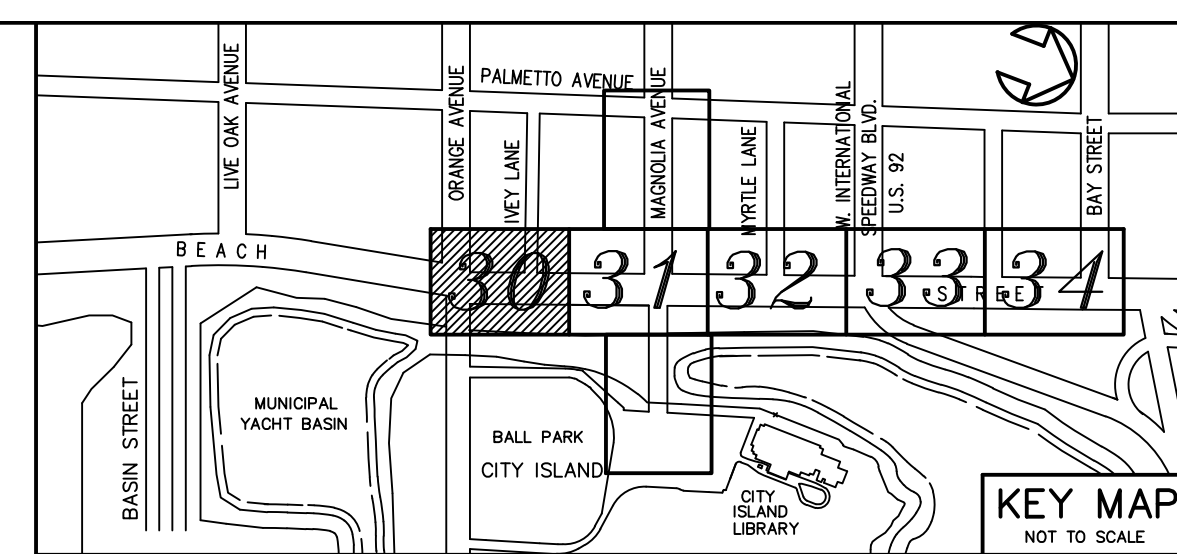 PALMETTO AVENUE
LIVE OAK AVENUE
ORANGE AVENUE
IVEY LANE
MAGNOLIA AVENUE
MYRTLE LANE
W. INTERNATIONAL
SPEEDWAY BLVD.
U.S. 92
BAY STREET
BEACH
STREET
30
31
32
33
34
BASIN STREET
MUNICIPAL
YACHT BASIN
BALL PARK
CITY ISLAND
CITY
ISLAND
LIBRARY
KEY MAP
NOT TO SCALE